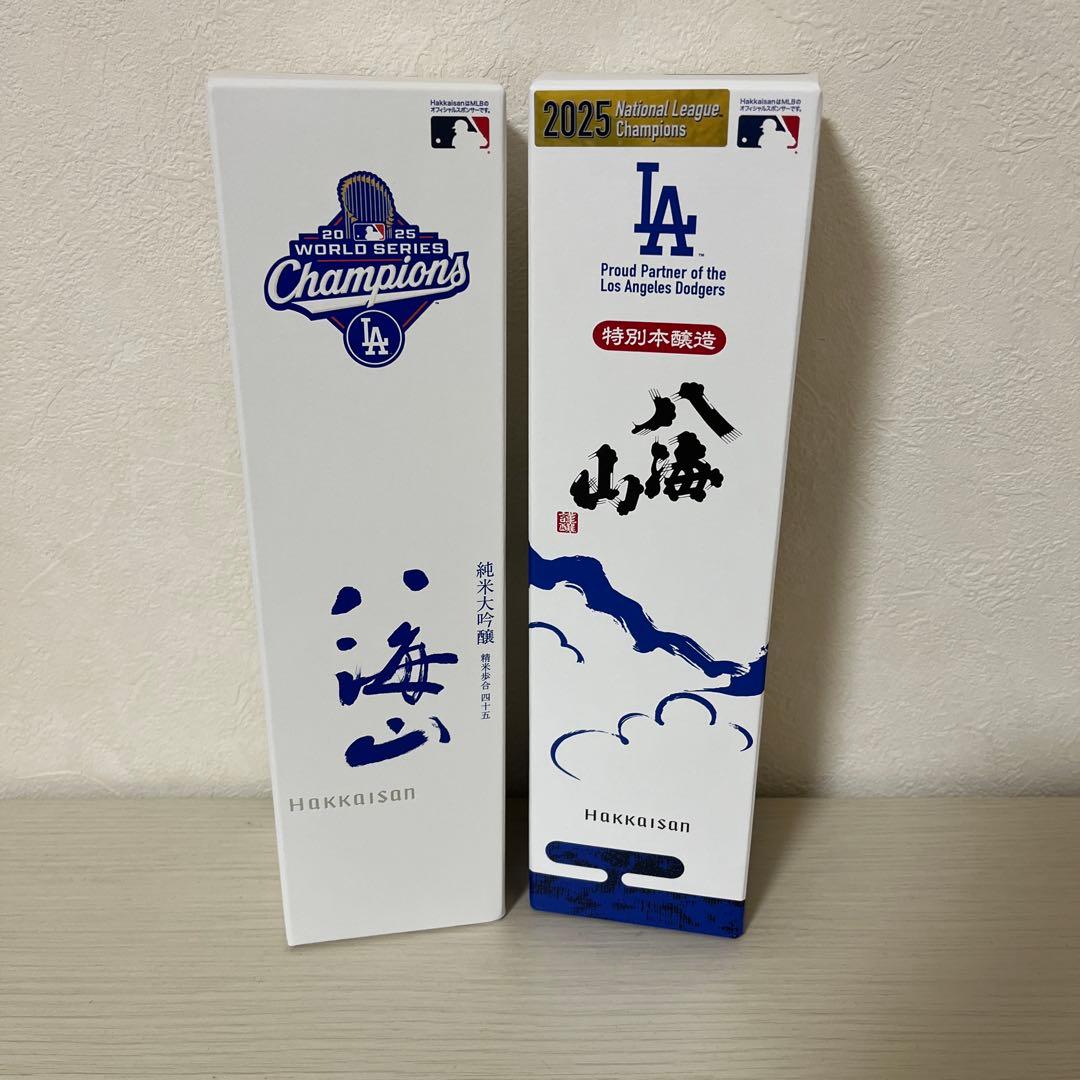 HakkaisanはMLBの
オフィシャルスポンサーです。
2025
WORLD SERIES
Champions
LA
純米大吟醸 精米歩合 四十五
八海山
Hakkaisan
2025 National League™
Champions
HakkaisanはMLBの
オフィシャルスポンサーです。
LA™
Proud Partner of the
Los Angeles Dodgers
特別本醸造
八海山
Hakkaisan